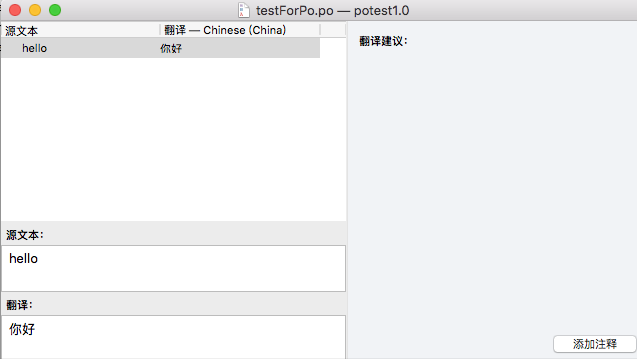 testForPo.po — potest1.0
源文本 翻译 — Chinese (China)
hello 你好
源文本:
hello
翻译:
你好
翻译建议:
添加注释